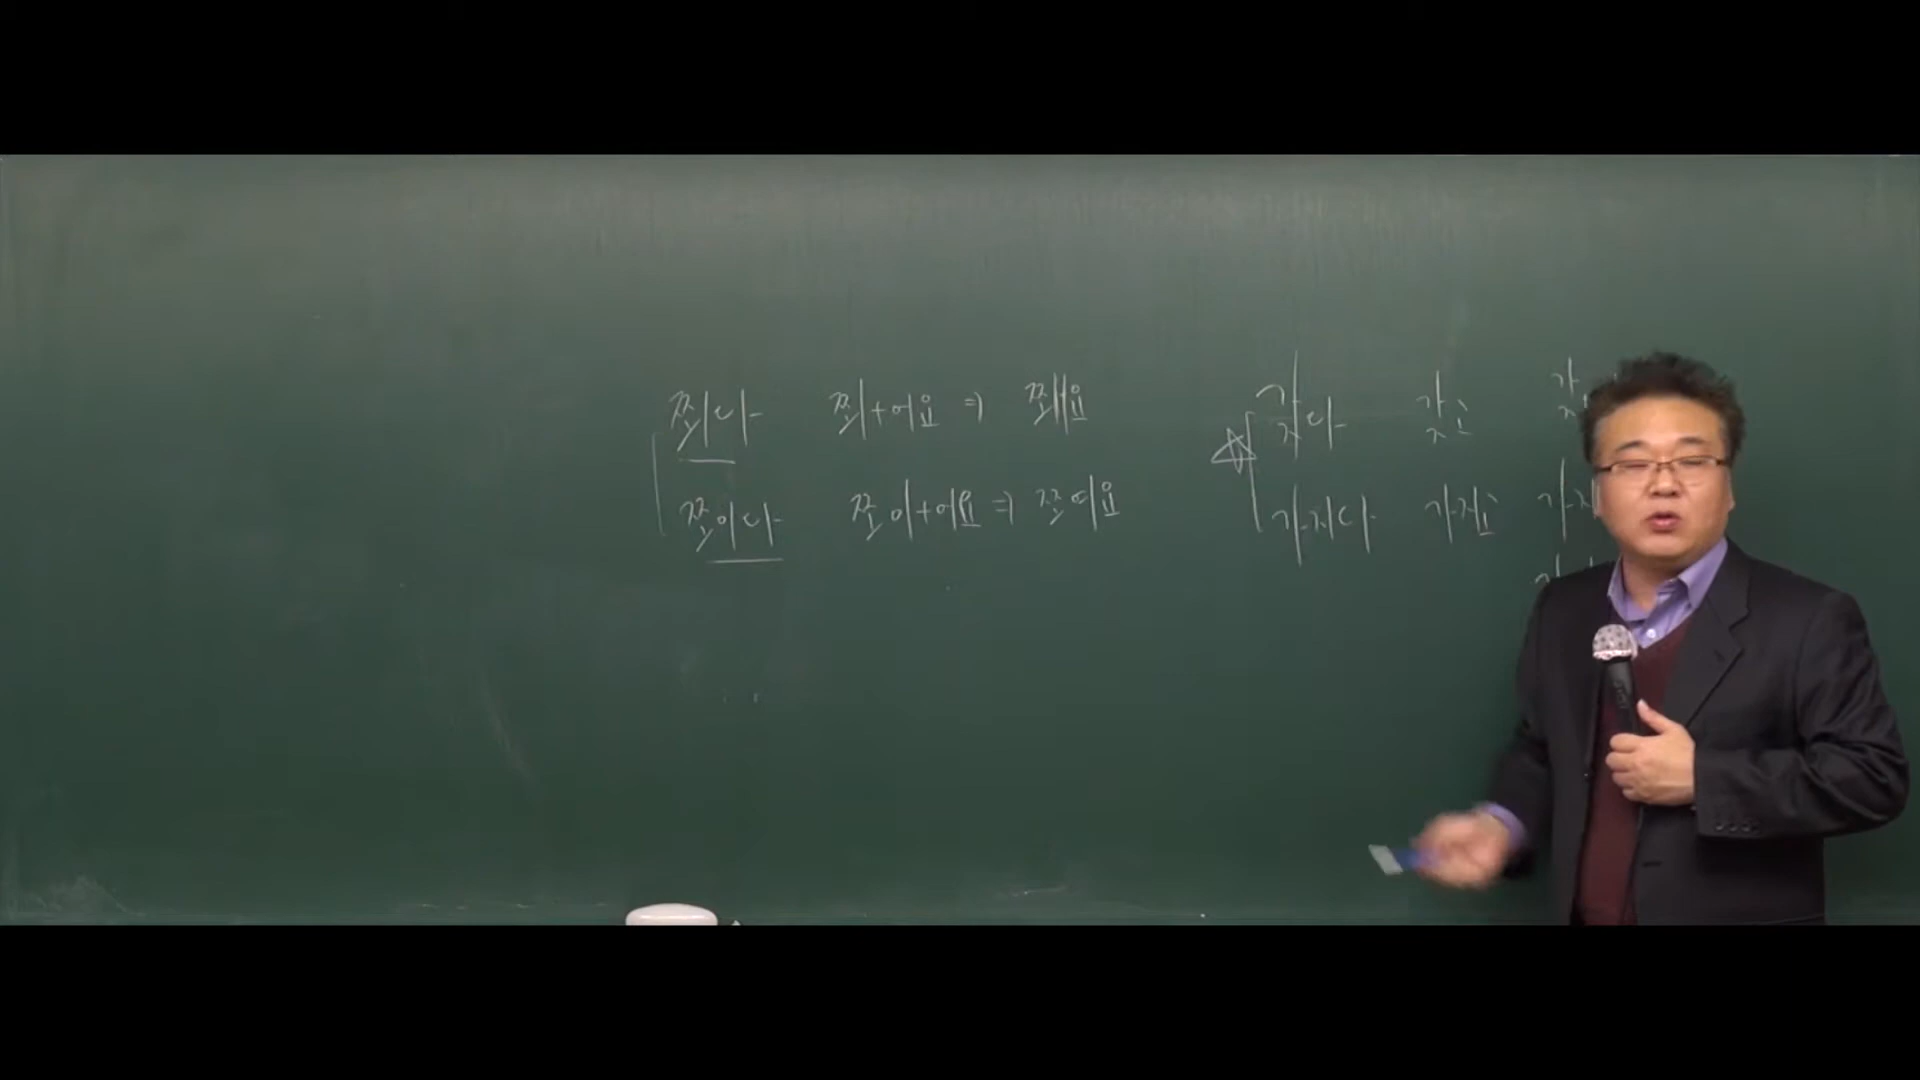 쬐다 쬐+어요 ⇒ 쫴요 갖다 갖고 갖
쪼이다 쪼이+어요 ⇒ 쪼여요 가지다 가지고